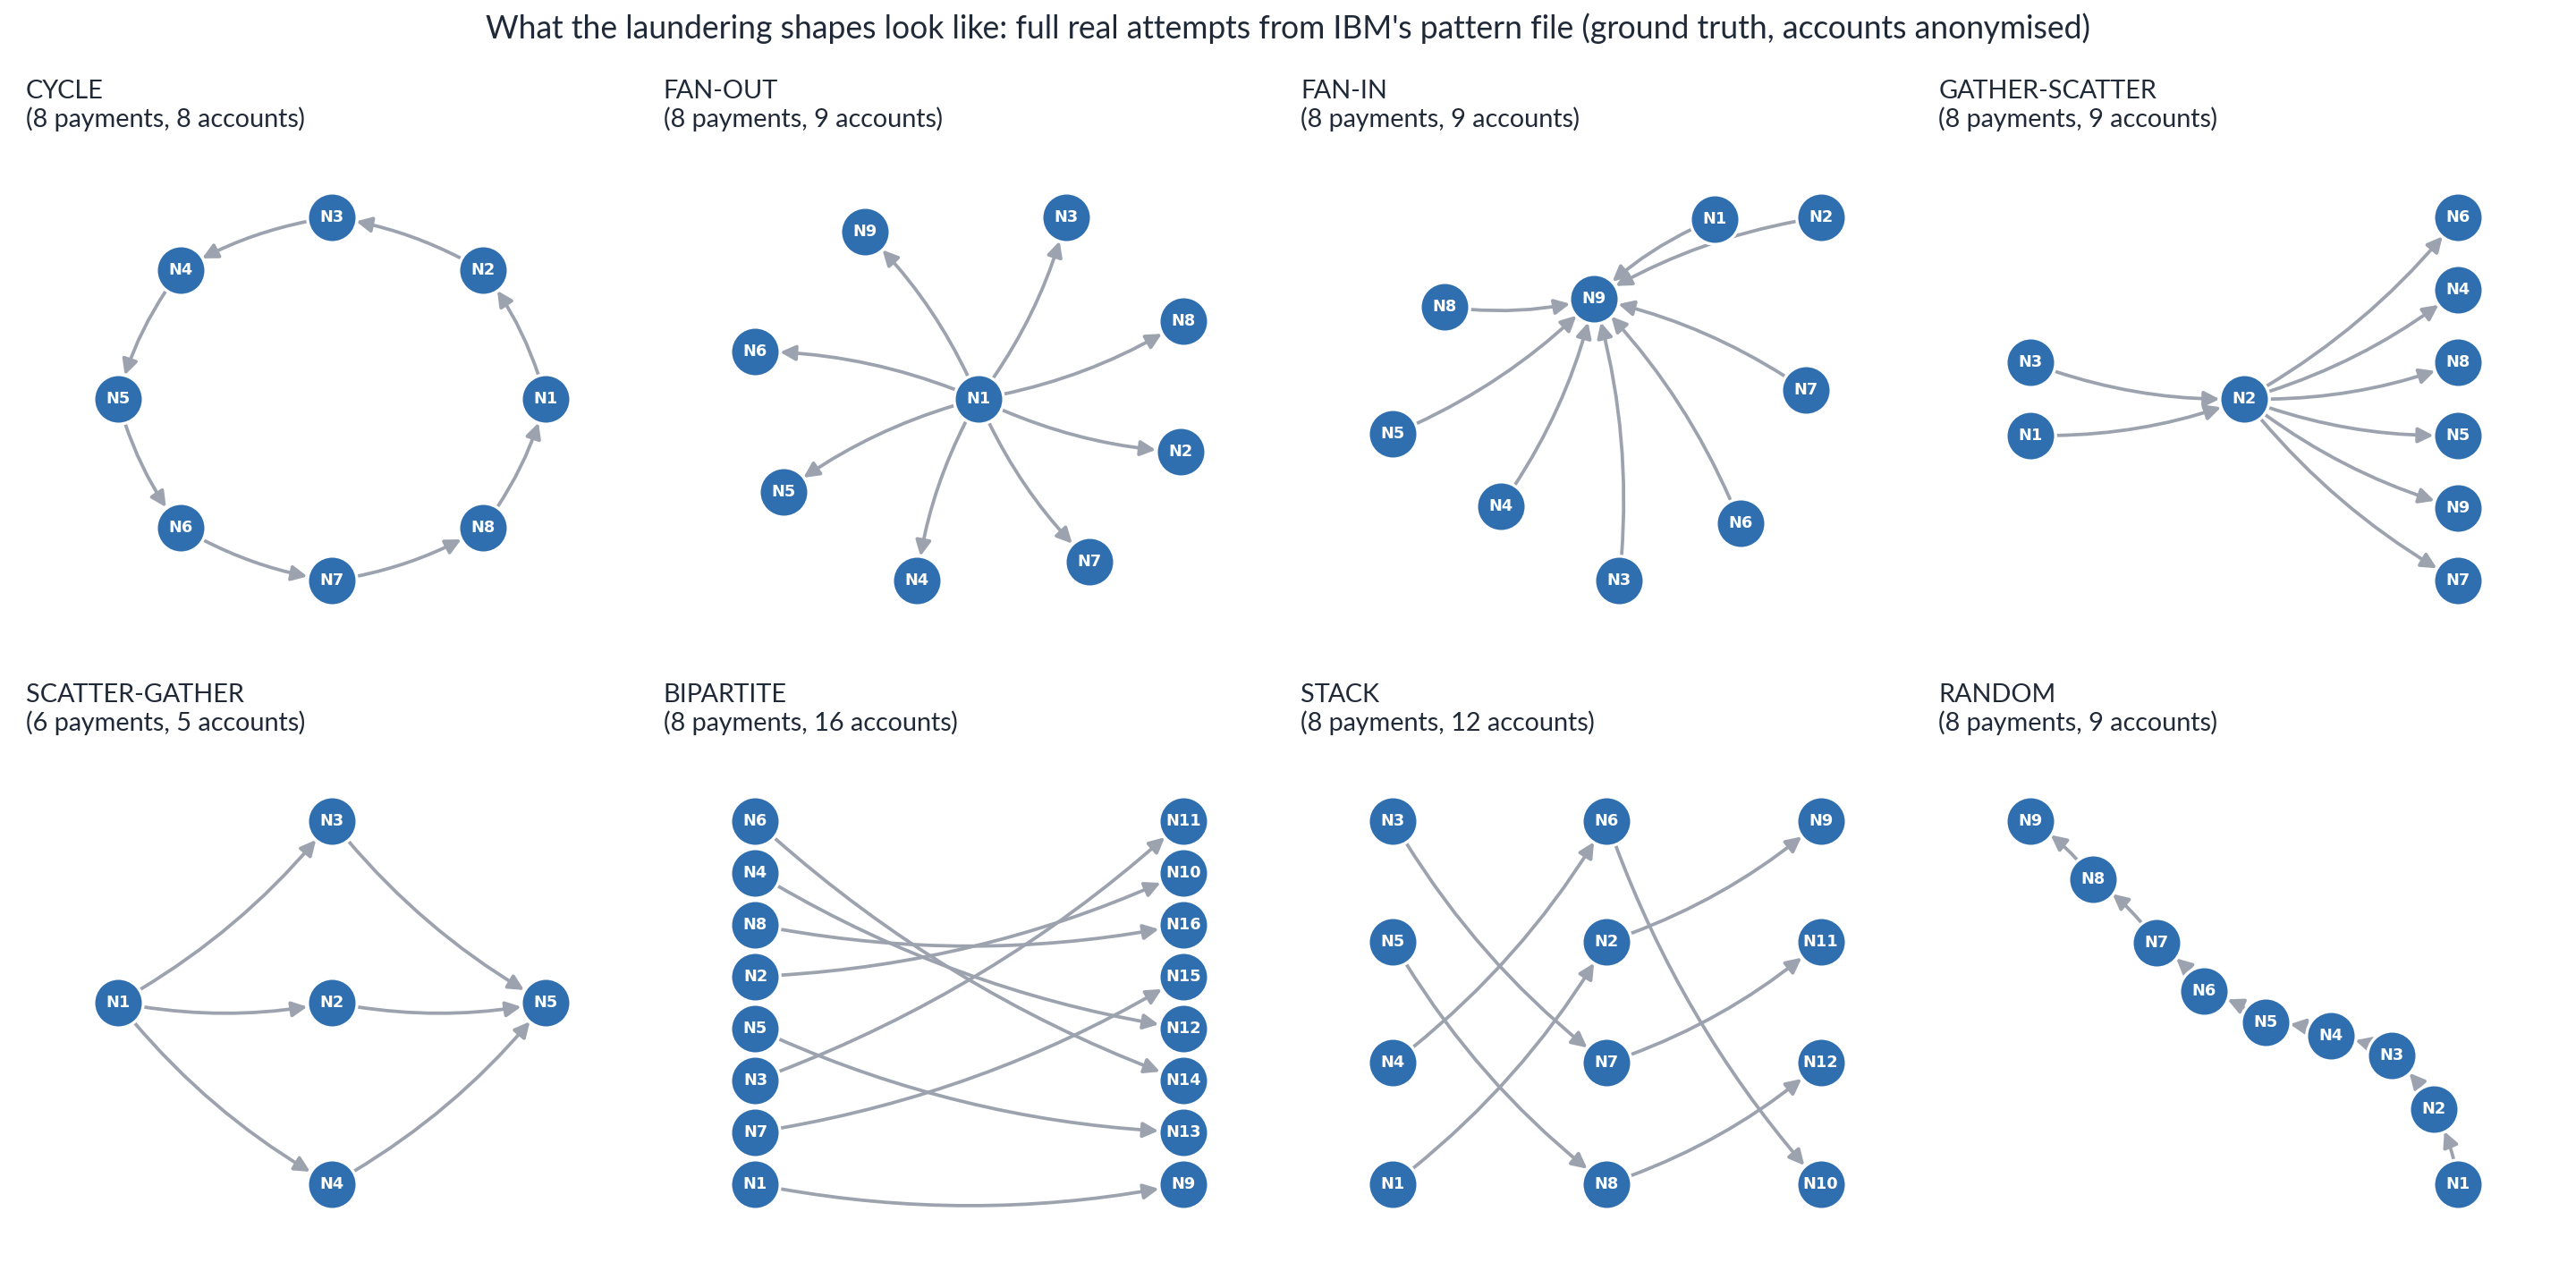 What the laundering shapes look like: full real attempts from IBM's pattern file (ground truth, accounts anonymised)
CYCLE
(8 payments, 8 accounts)
N3
N4
N2
N5
N1
N6
N8
N7
FAN-OUT
(8 payments, 9 accounts)
N9
N3
N8
N6
N1
N2
N5
N7
N4
FAN-IN
(8 payments, 9 accounts)
N1
N2
N9
N8
N7
N5
N4
N6
N3
GATHER-SCATTER
(8 payments, 9 accounts)
N6
N4
N3
N8
N2
N1
N5
N9
N7
SCATTER-GATHER
(6 payments, 5 accounts)
N3
N1
N2
N5
N4
BIPARTITE
(8 payments, 16 accounts)
N6
N11
N4
N10
N8
N16
N2
N15
N5
N12
N3
N14
N7
N13
N1
N9
STACK
(8 payments, 12 accounts)
N3
N6
N9
N5
N2
N11
N4
N7
N12
N1
N8
N10
RANDOM
(8 payments, 9 accounts)
N9
N8
N7
N6
N5
N4
N3
N2
N1